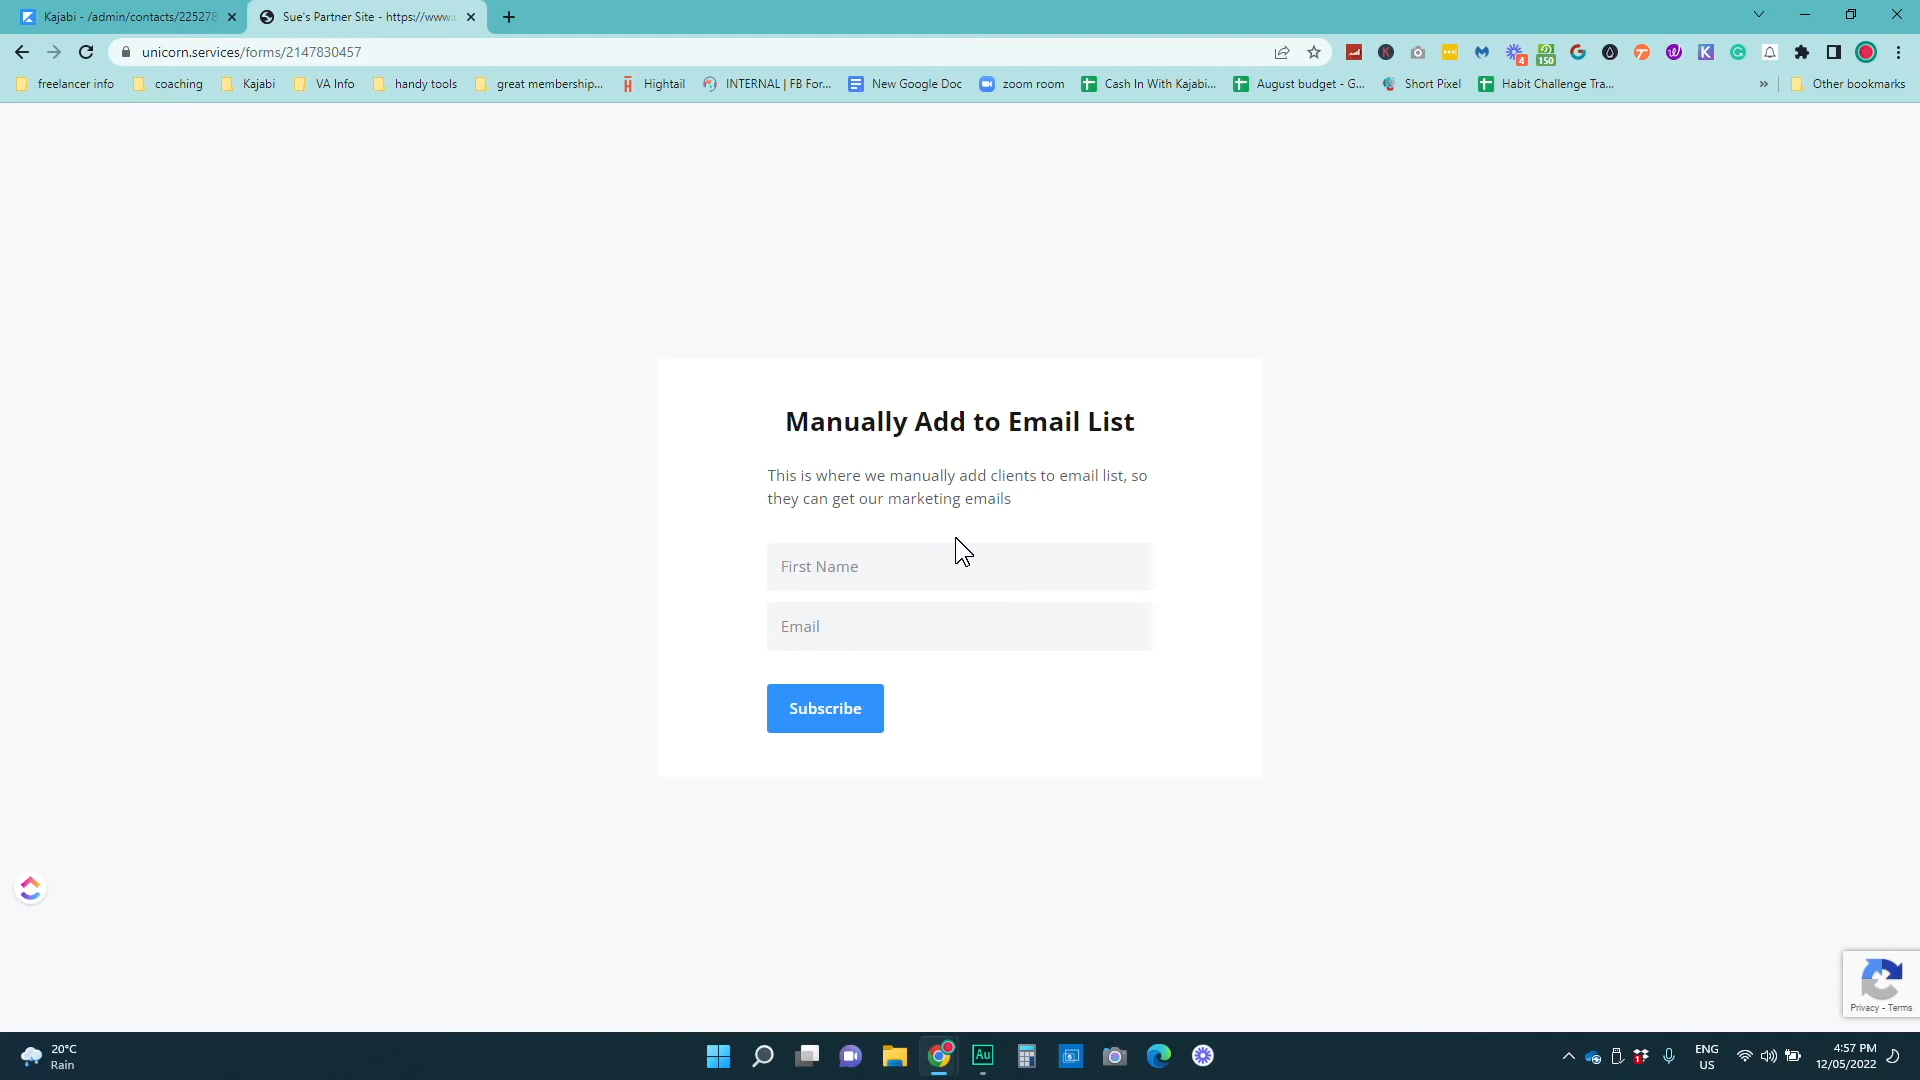 Kajabi - /admin/contacts/225278
Sue's Partner Site - https://www.
unicorn.services/forms/2147830457
4
150
freelancer info
coaching
Kajabi
VA Info
handy tools
great membership...
Hightail
INTERNAL | FB For...
New Google Doc
zoom room
Cash In With Kajabi...
August budget - G...
Short Pixel
Habit Challenge Tra...
»
Other bookmarks
Manually Add to Email List
This is where we manually add clients to email list, so
they can get our marketing emails
First Name
Email
Subscribe
Privacy - Terms
20°C
Rain
Au
ENG
US
4:57 PM
12/05/2022